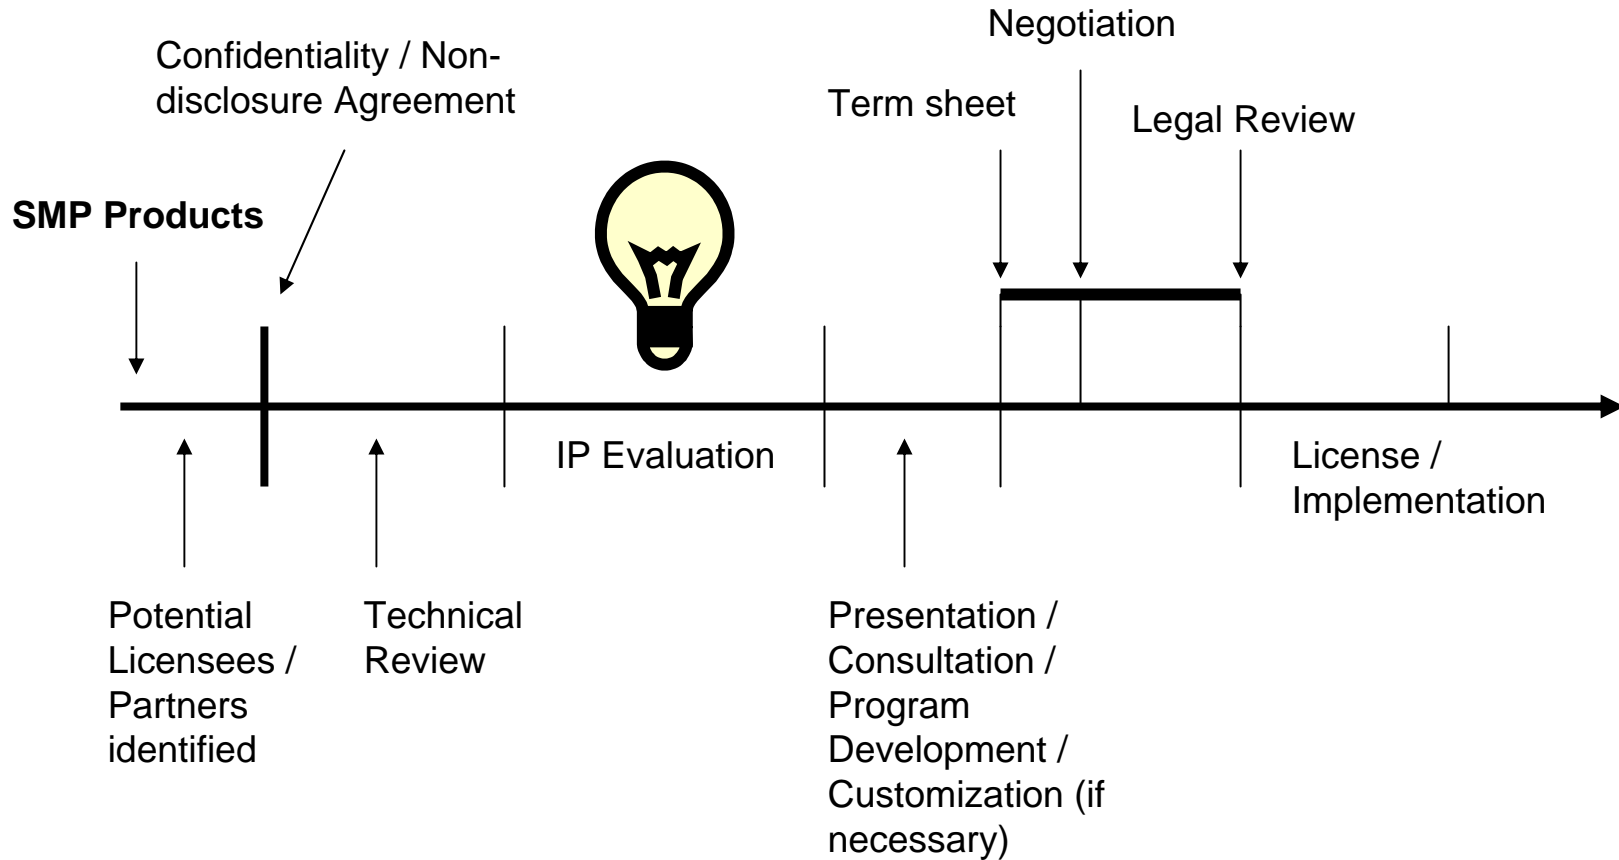 Negotiation
Confidentiality / Non-
disclosure Agreement
Term sheet
Legal Review
SMP Products
IP Evaluation
License /
Implementation
Potential
Licensees /
Partners
identified
Technical
Review
Presentation /
Consultation /
Program
Development /
Customization (if
necessary)